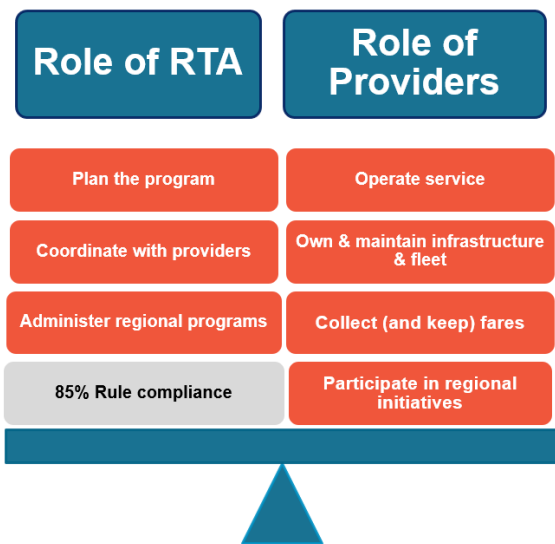 Role of RTA
Role of
Providers
Plan the program
Operate service
Coordinate with providers
Own & maintain infrastructure
& fleet
Administer regional programs
Collect (and keep) fares
85% Rule compliance
Participate in regional
initiatives